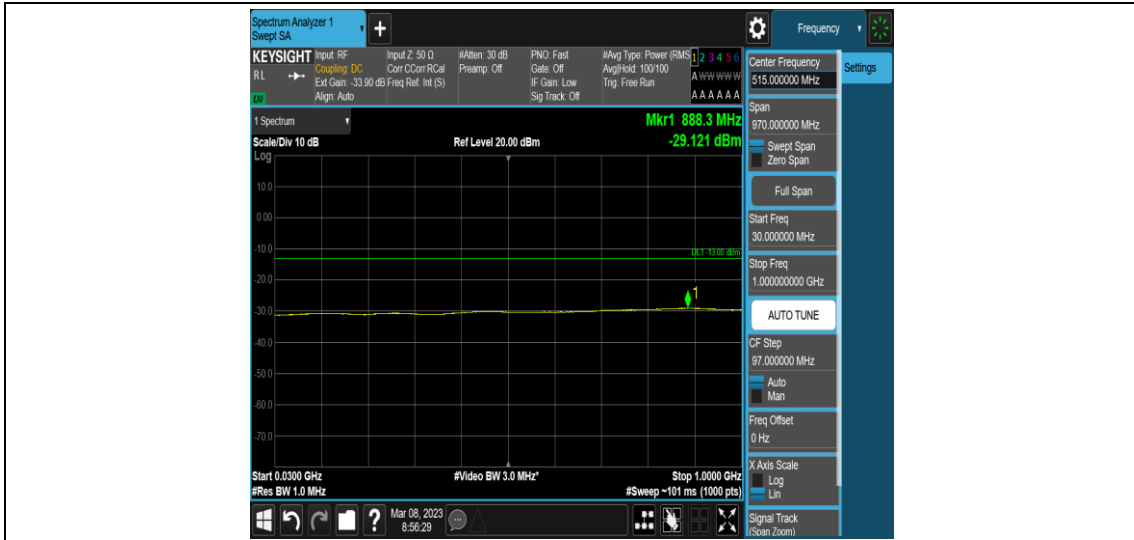 Spectrum Analyzer 1
Swept SA
Frequency
KEYSIGHT
RL
LXI
Input: RF
Coupling: DC
Ext Gain: -33.90 dB
Align: Auto
Input Z: 50 Ω
Corr CCorr RCal
Freq Ref: Int (S)
#Atten: 30 dB
Preamp: Off
PNO: Fast
Gate: Off
IF Gain: Low
Sig Track: Off
#Avg Type: Power (RMS
Avg|Hold: 100/100
Trig: Free Run
1 2 3 4 5 6
A W W W W W
A A A A A A
1 Spectrum
Mkr1 888.3 MHz
Scale/Div 10 dB
Ref Level 20.00 dBm
-29.121 dBm
Log
10.0
0.00
-10.0
DL1 -13.00 dBm
-20.0
1
-30.0
-40.0
-50.0
-60.0
-70.0
Start 0.0300 GHz
#Video BW 3.0 MHz*
Stop 1.0000 GHz
#Res BW 1.0 MHz
#Sweep ~101 ms (1000 pts)
Mar 08, 2023
8:56:29
Center Frequency
515.000000 MHz
Settings
Span
970.000000 MHz
Swept Span
Zero Span
Full Span
Start Freq
30.000000 MHz
Stop Freq
1.000000000 GHz
AUTO TUNE
CF Step
97.000000 MHz
Auto
Man
Freq Offset
0 Hz
X Axis Scale
Log
Lin
Signal Track
(Span Zoom)